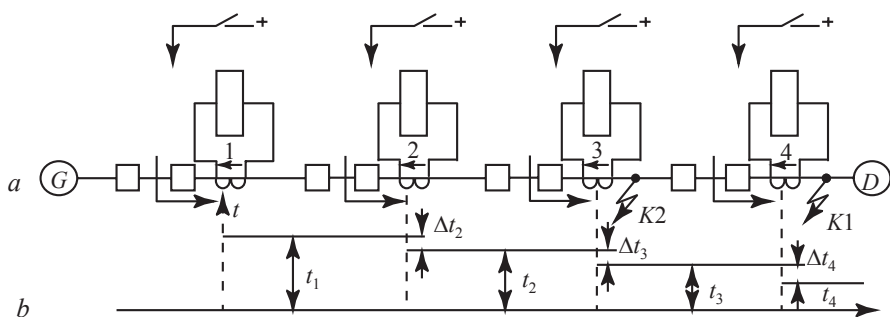 + + + +
1 2 3 4
a G D
t K2 K1
Δt₂ Δt₃ Δt₄
t₁ t₂ t₃ t₄
b